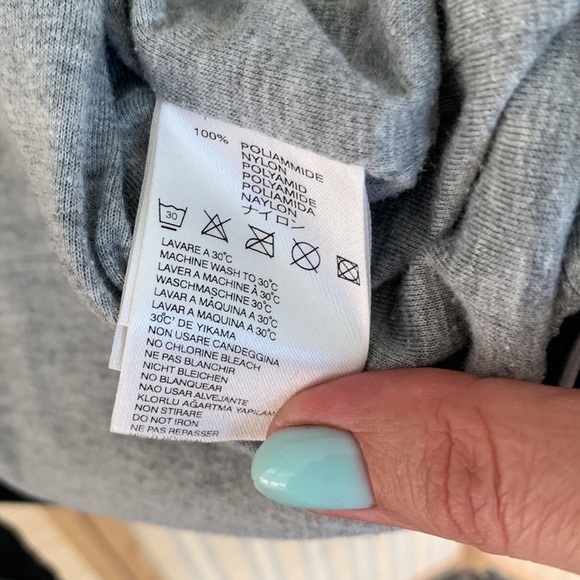 100% POLIAMMIDE
NYLON
POLYAMID
POLYAMIDE
POLIAMIDA
NAYLON
ナイロン
30
LAVARE A 30°C
MACHINE WASH TO 30°C
LAVER A MACHINE À 30°C
WASCHMASCHINE 30°C
LAVAR A MÁQUINA A 30°C
LAVAR A MAQUINA A 30°C
30°C' DE YIKAMA
NON USARE CANDEGGINA
NO CHLORINE BLEACH
NE PAS BLANCHIR
NICHT BLEICHEN
NO BLANQUEAR
NAO USAR ALVEJANTE
KLORLU AĞARTMA YAPILAM
NON STIRARE
DO NOT IRON
NE PAS REPASSER